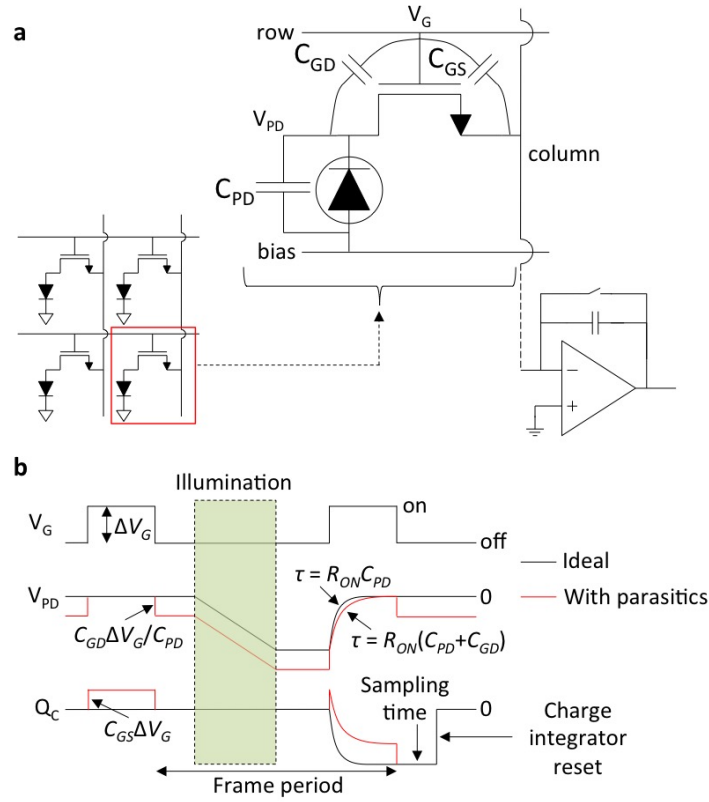 a
V_G
row
C_GD
C_GS
V_PD
column
C_PD
bias
−
+
b
Illumination
V_G
ΔV_G
on
off
Ideal
With parasitics
τ = R_ON C_PD
V_PD
0
C_GD ΔV_G/C_PD
τ = R_ON(C_PD+C_GD)
Sampling
time
Q_C
0
C_GS ΔV_G
Charge
integrator
reset
Frame period